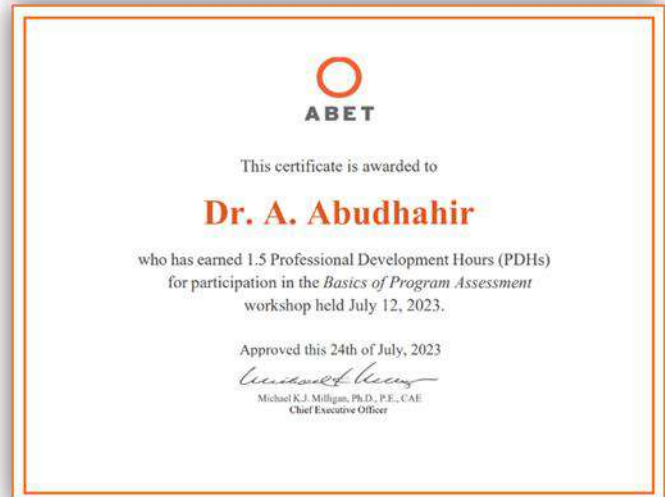 ABET
This certificate is awarded to
Dr. A. Abudhahir
who has earned 1.5 Professional Development Hours (PDHs)
for participation in the Basics of Program Assessment
workshop held July 12, 2023.
Approved this 24th of July, 2023
Michael K.J. Milligan, Ph.D., P.E., CAE
Chief Executive Officer